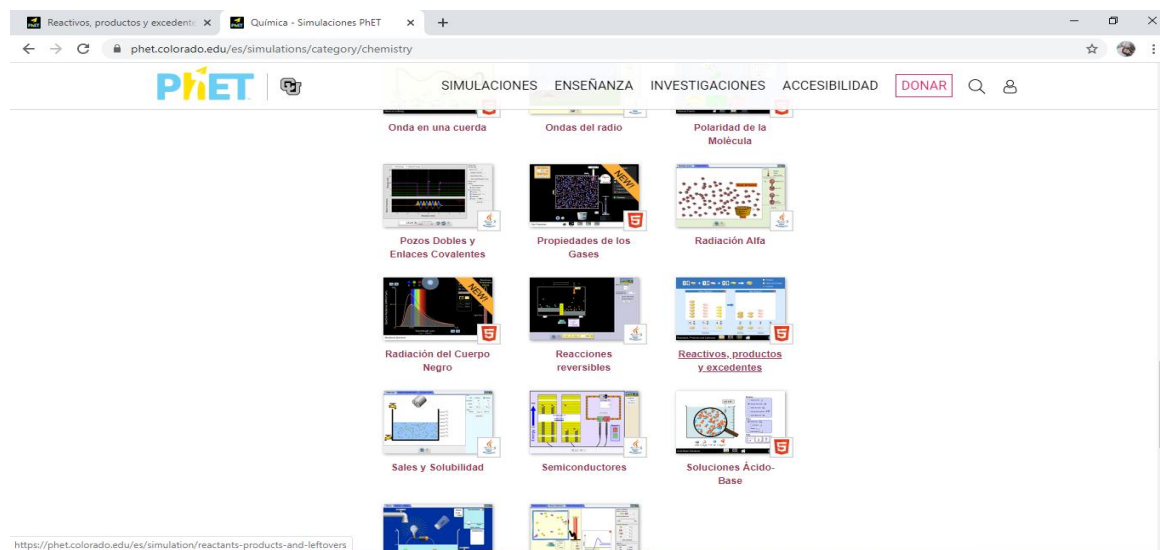 Reactivos, productos y excedente
Química - Simulaciones PhET
phet.colorado.edu/es/simulations/category/chemistry
PhET
SIMULACIONES ENSEÑANZA INVESTIGACIONES ACCESIBILIDAD DONAR
Onda en una cuerda
Ondas del radio
Polaridad de la
Molécula
NEW!
Pozos Dobles y
Enlaces Covalentes
Propiedades de los
Gases
Radiación Alfa
NEW!
Radiación del Cuerpo
Negro
Reacciones
reversibles
Reactivos, productos
y excedentes
Sales y Solubilidad
Semiconductores
Soluciones Ácido-
Base
https://phet.colorado.edu/es/simulation/reactants-products-and-leftovers